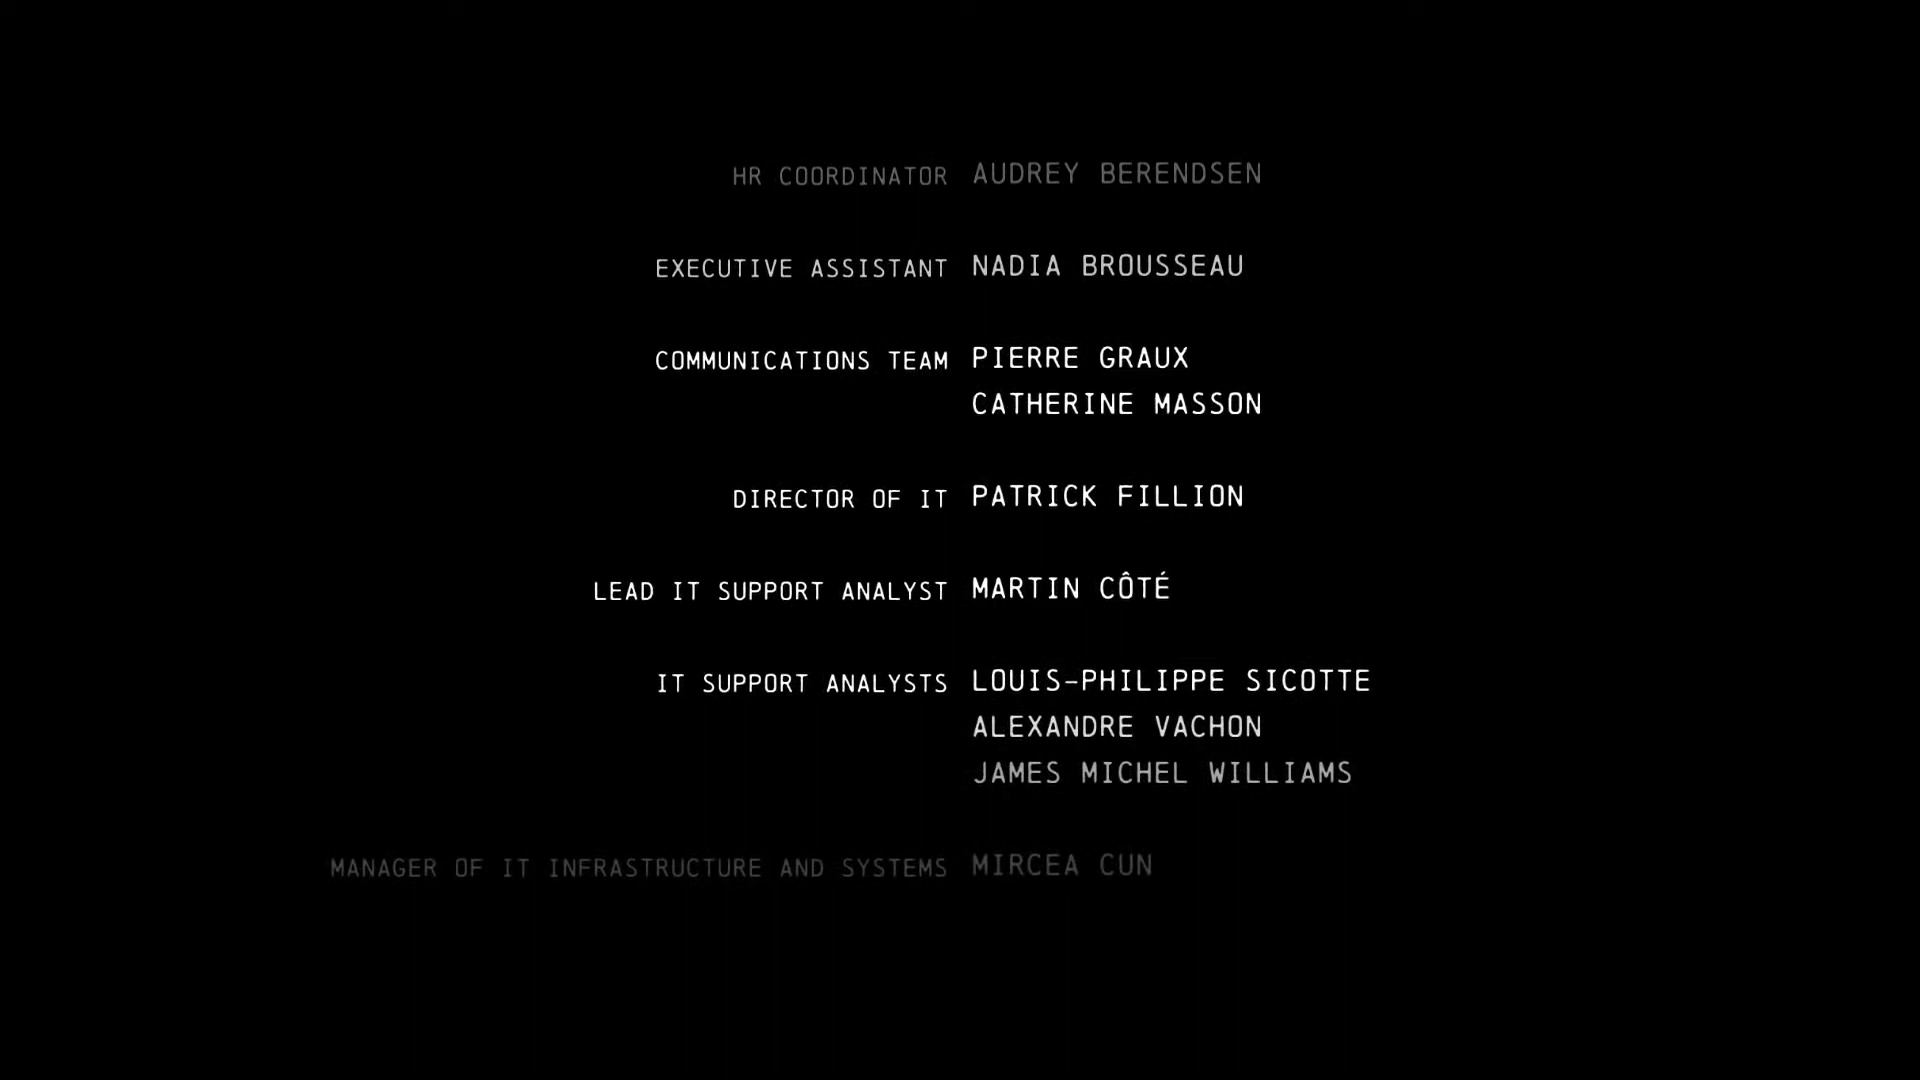 HR COORDINATOR AUDREY BERENDSEN
EXECUTIVE ASSISTANT NADIA BROUSSEAU
COMMUNICATIONS TEAM PIERRE GRAUX
CATHERINE MASSON
DIRECTOR OF IT PATRICK FILLION
LEAD IT SUPPORT ANALYST MARTIN CÔTÉ
IT SUPPORT ANALYSTS LOUIS-PHILIPPE SICOTTE
ALEXANDRE VACHON
JAMES MICHEL WILLIAMS
MANAGER OF IT INFRASTRUCTURE AND SYSTEMS MIRCEA CUN